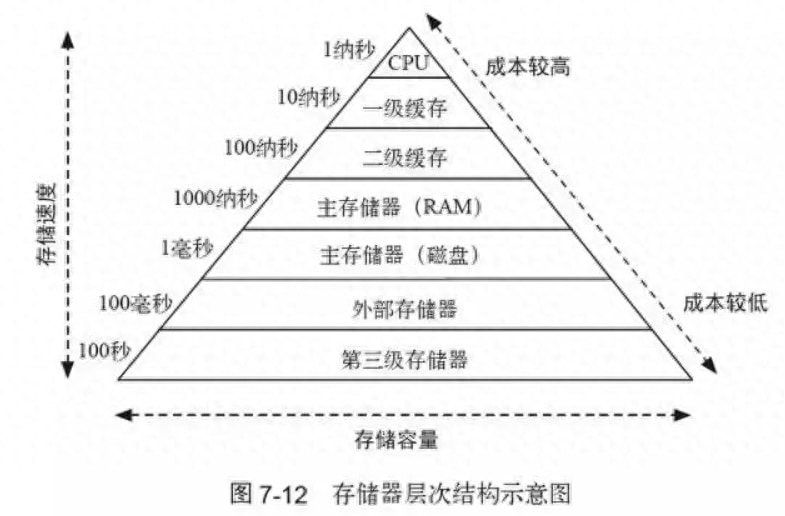 1纳秒
CPU
成本较高
10纳秒
一级缓存
100纳秒
二级缓存
1000纳秒
主存储器（RAM）
存储速度
1毫秒
主存储器（磁盘）
100毫秒
外部存储器
成本较低
100秒
第三级存储器
存储容量
图 7-12 存储器层次结构示意图